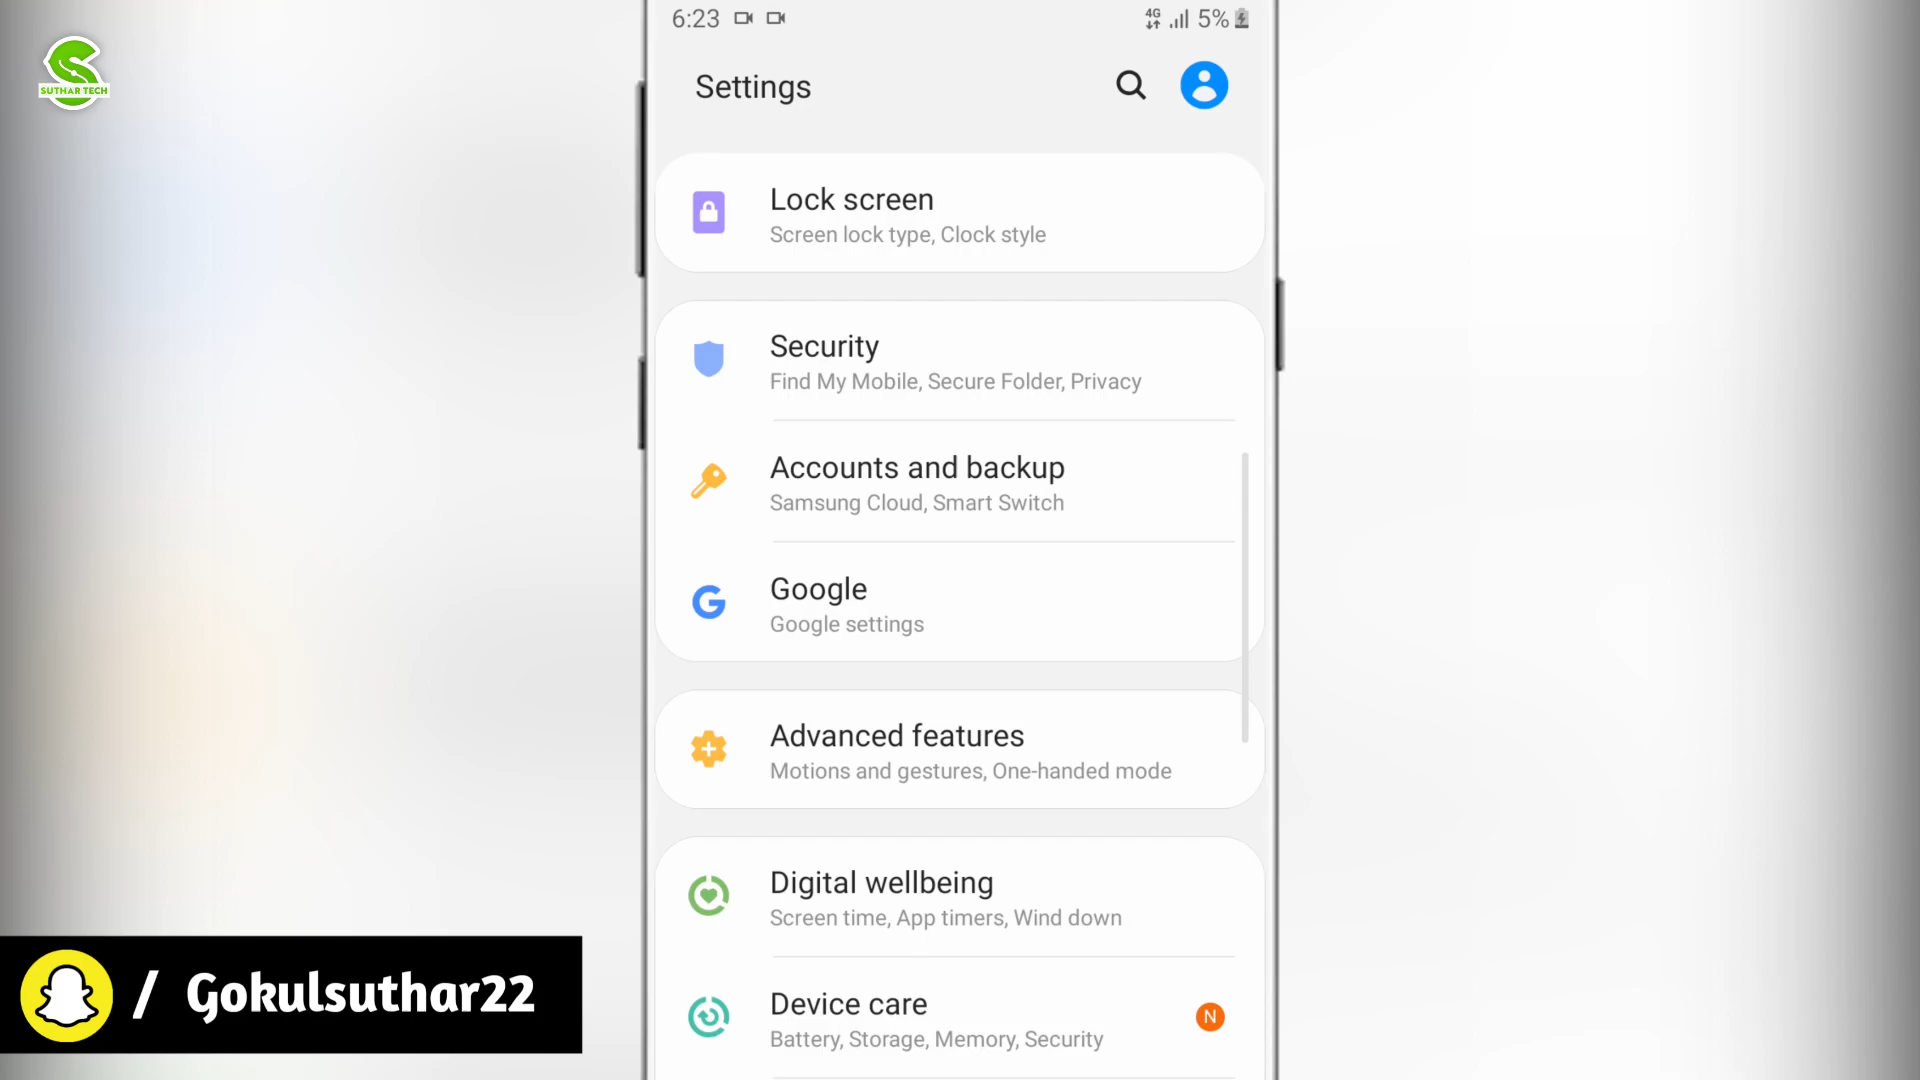 6:23
4G 5%
SUTHAR TECH
Settings
Lock screen
Screen lock type, Clock style
Security
Find My Mobile, Secure Folder, Privacy
Accounts and backup
Samsung Cloud, Smart Switch
Google
Google settings
Advanced features
Motions and gestures, One-handed mode
Digital wellbeing
Screen time, App timers, Wind down
Device care
N
Battery, Storage, Memory, Security
/ Gokulsuthar22